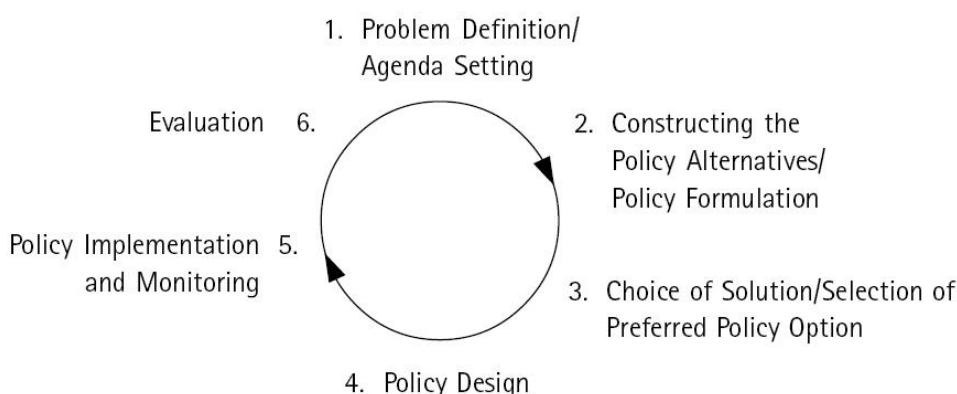 1. Problem Definition/
Agenda Setting
2. Constructing the
Policy Alternatives/
Policy Formulation
3. Choice of Solution/Selection of
Preferred Policy Option
4. Policy Design
Policy Implementation 5.
and Monitoring
Evaluation 6.